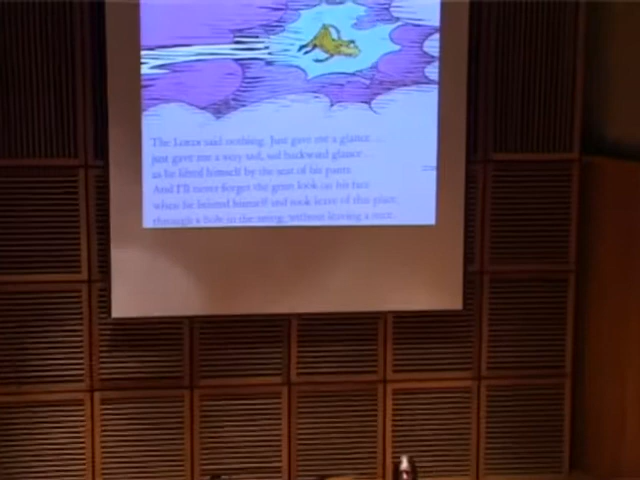 The Lorax said nothing. Just gave me a glance...
just gave me a very sad, sad backward glance...
as he lifted himself by the seat of his pants.
And I'll never forget the grim look on his face
when he heisted himself and took leave of this place,
through a hole in the smog, without leaving a trace.